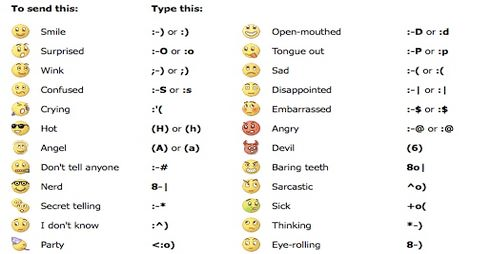 To send this: Type this:
Smile :-) or :) Open-mouthed :-D or :d
Surprised :-O or :o Tongue out :-P or :p
Wink ;-) or ;) Sad :-( or :(
Confused :-S or :s Disappointed :-| or :|
Crying :'( Embarrassed :-$ or :$
Hot (H) or (h) Angry :-@ or :@
Angel (A) or (a) Devil (6)
Don't tell anyone :-# Baring teeth 8o|
Nerd 8-| Sarcastic ^o)
Secret telling :-* Sick +o(
I don't know :^) Thinking *-)
Party <:o) Eye-rolling 8-)